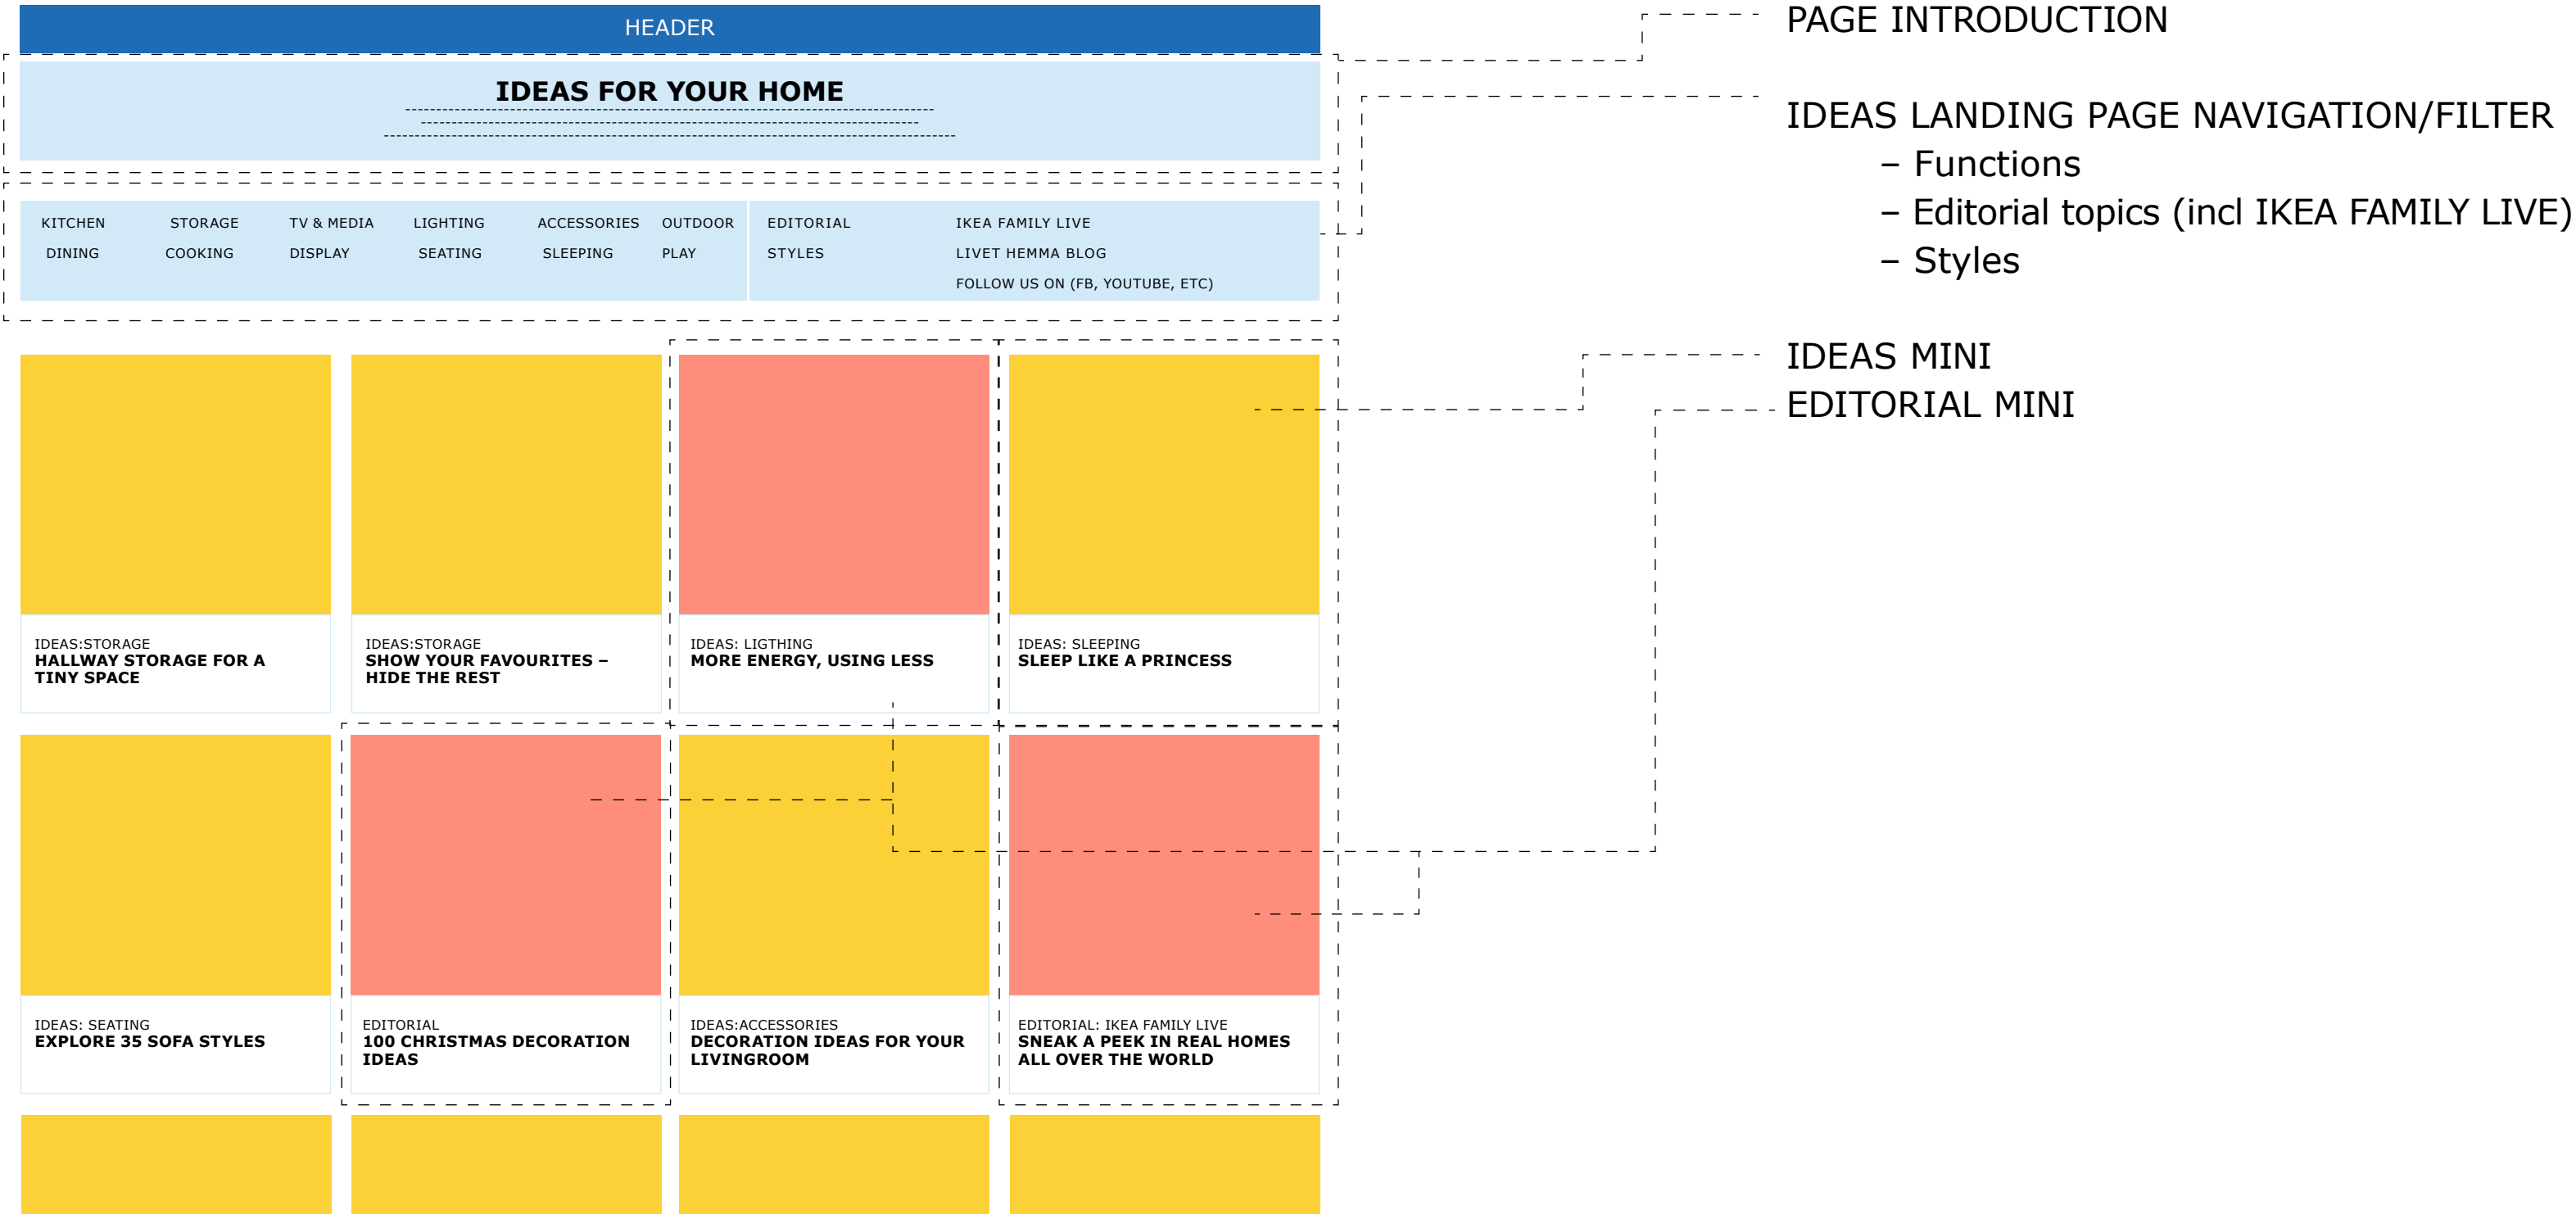 HEADER
IDEAS FOR YOUR HOME
KITCHEN STORAGE TV & MEDIA LIGHTING ACCESSORIES OUTDOOR
DINING COOKING DISPLAY SEATING SLEEPING PLAY
EDITORIAL IKEA FAMILY LIVE
STYLES LIVET HEMMA BLOG
FOLLOW US ON (FB, YOUTUBE, ETC)
IDEAS:STORAGE
HALLWAY STORAGE FOR A
TINY SPACE
IDEAS:STORAGE
SHOW YOUR FAVOURITES –
HIDE THE REST
IDEAS: LIGTHING
MORE ENERGY, USING LESS
IDEAS: SLEEPING
SLEEP LIKE A PRINCESS
IDEAS: SEATING
EXPLORE 35 SOFA STYLES
EDITORIAL
100 CHRISTMAS DECORATION
IDEAS
IDEAS:ACCESSORIES
DECORATION IDEAS FOR YOUR
LIVINGROOM
EDITORIAL: IKEA FAMILY LIVE
SNEAK A PEEK IN REAL HOMES
ALL OVER THE WORLD
PAGE INTRODUCTION
IDEAS LANDING PAGE NAVIGATION/FILTER
– Functions
– Editorial topics (incl IKEA FAMILY LIVE)
– Styles
IDEAS MINI
EDITORIAL MINI